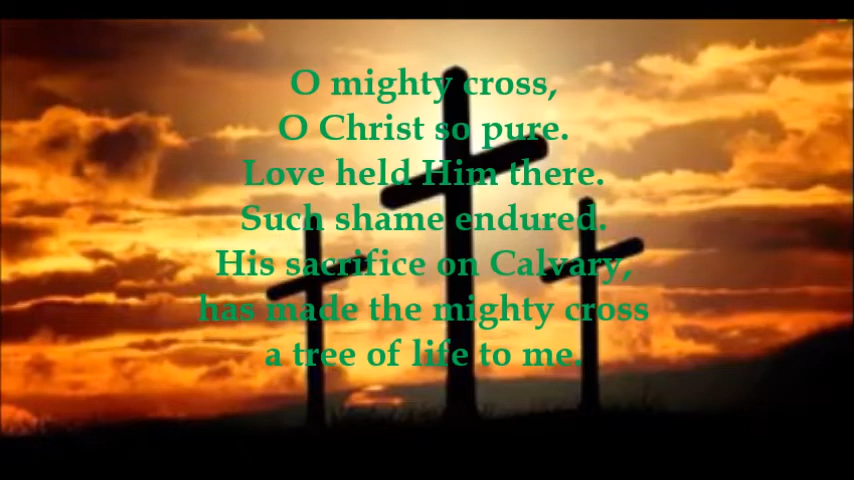 O mighty cross,
O Christ so pure.
Love held Him there.
Such shame endured.
His sacrifice on Calvary,
has made the mighty cross
a tree of life to me.